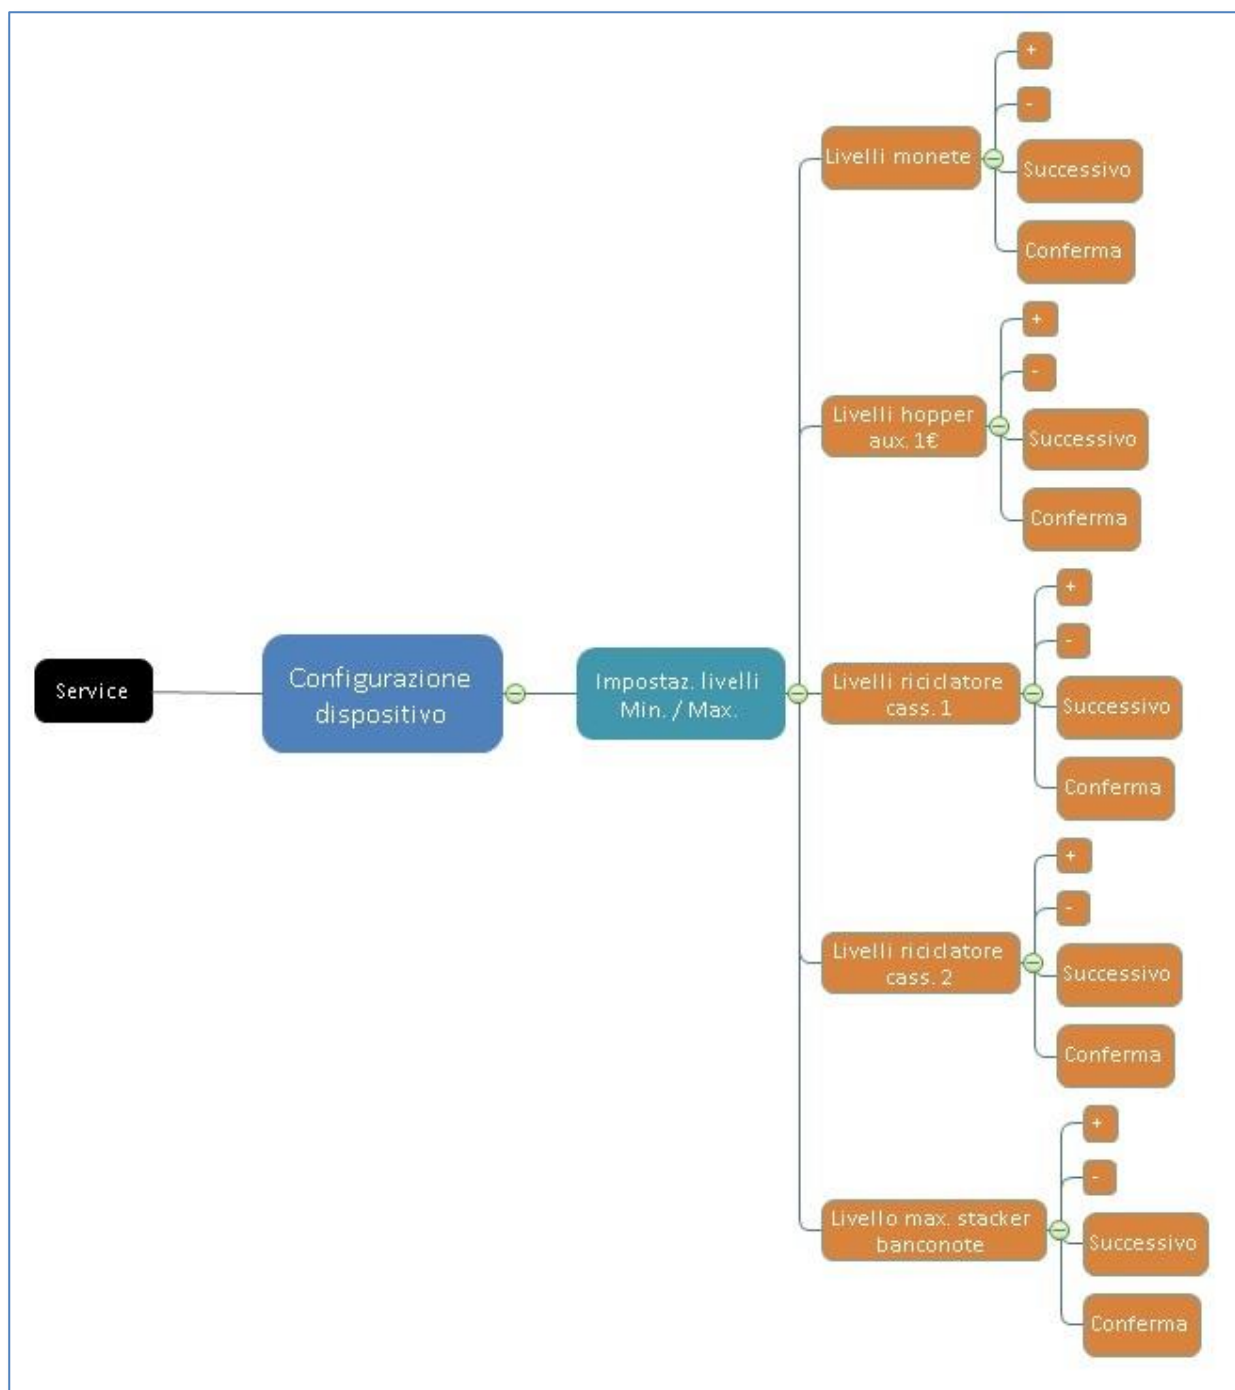 Service
Configurazione
dispositivo
Impostaz. livelli
Min. / Max.
Livelli monete
+
-
Successivo
Conferma
Livelli hopper
aux. 1€
+
-
Successivo
Conferma
Livelli riciclatore
cass. 1
+
-
Successivo
Conferma
Livelli riciclatore
cass. 2
+
-
Successivo
Conferma
Livello max. stacker
banconote
+
-
Successivo
Conferma